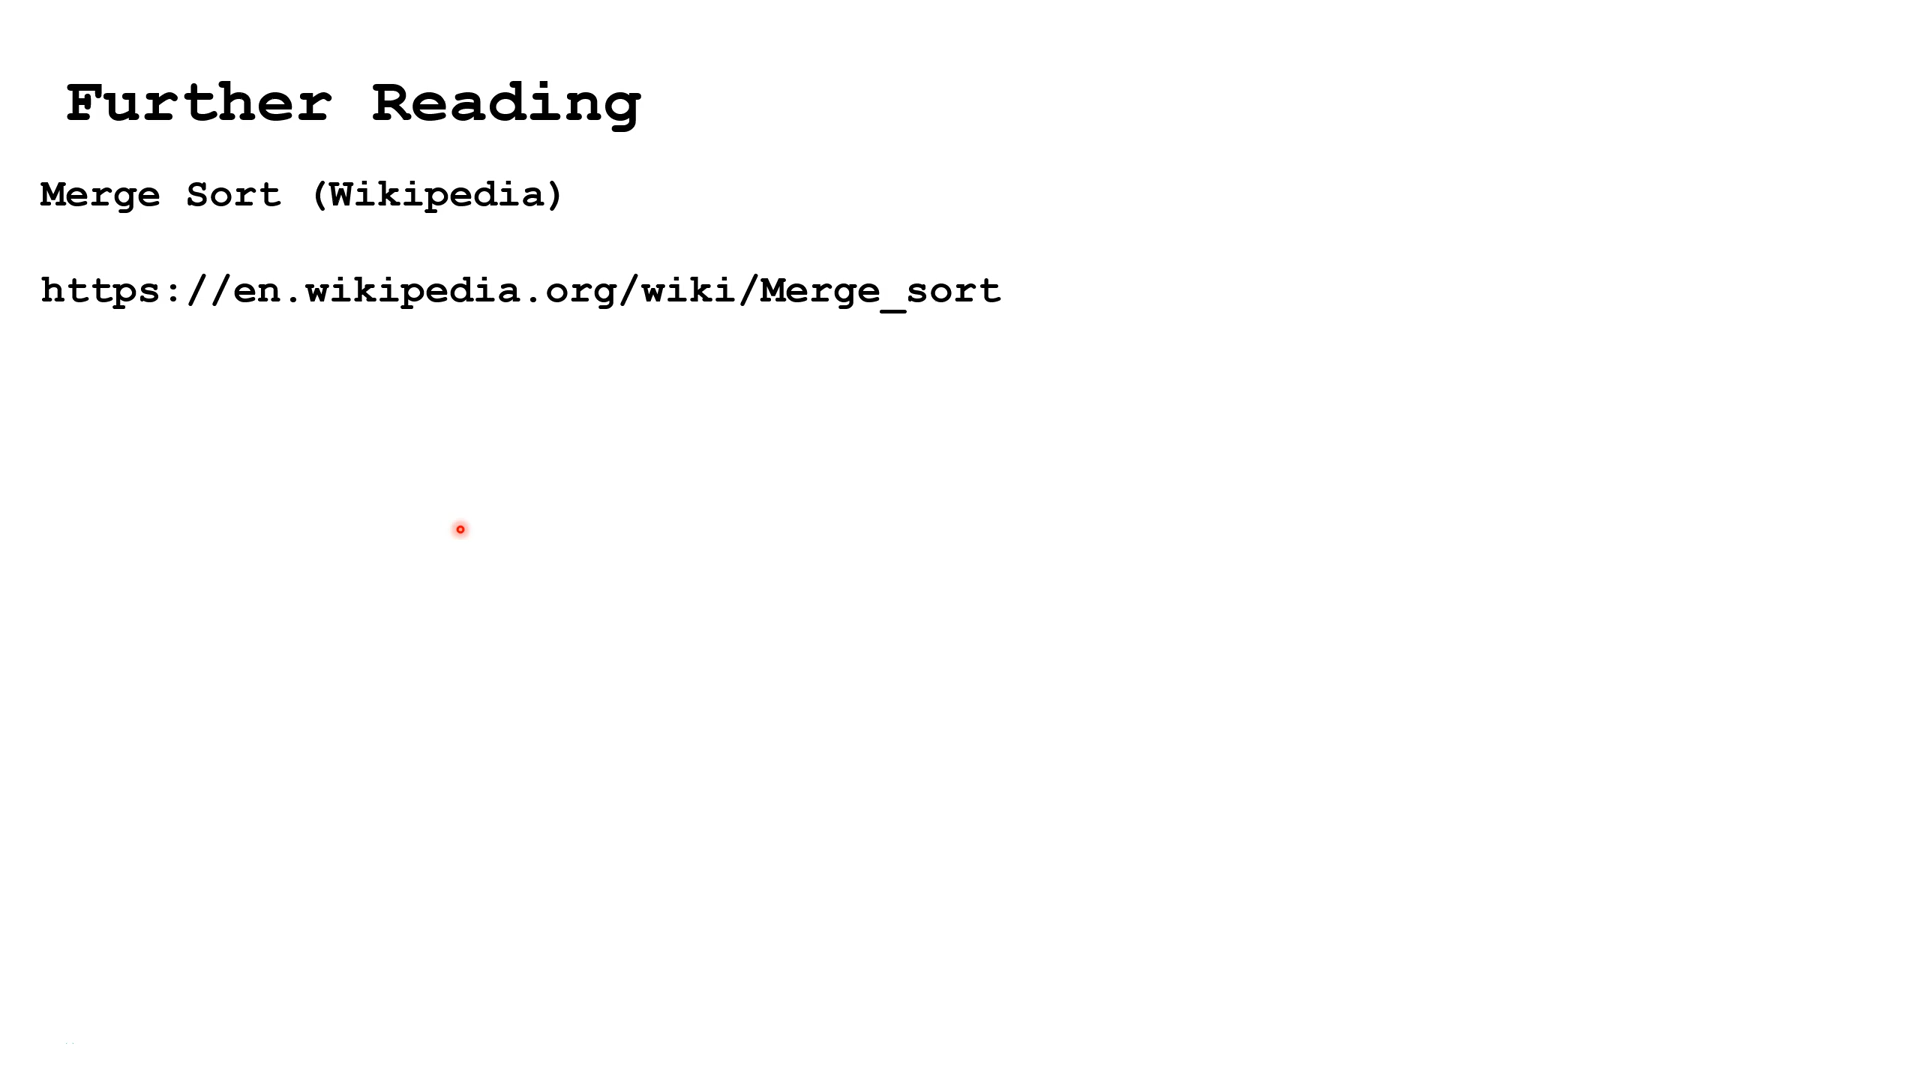 Further Reading
Merge Sort (Wikipedia)
https://en.wikipedia.org/wiki/Merge_sort